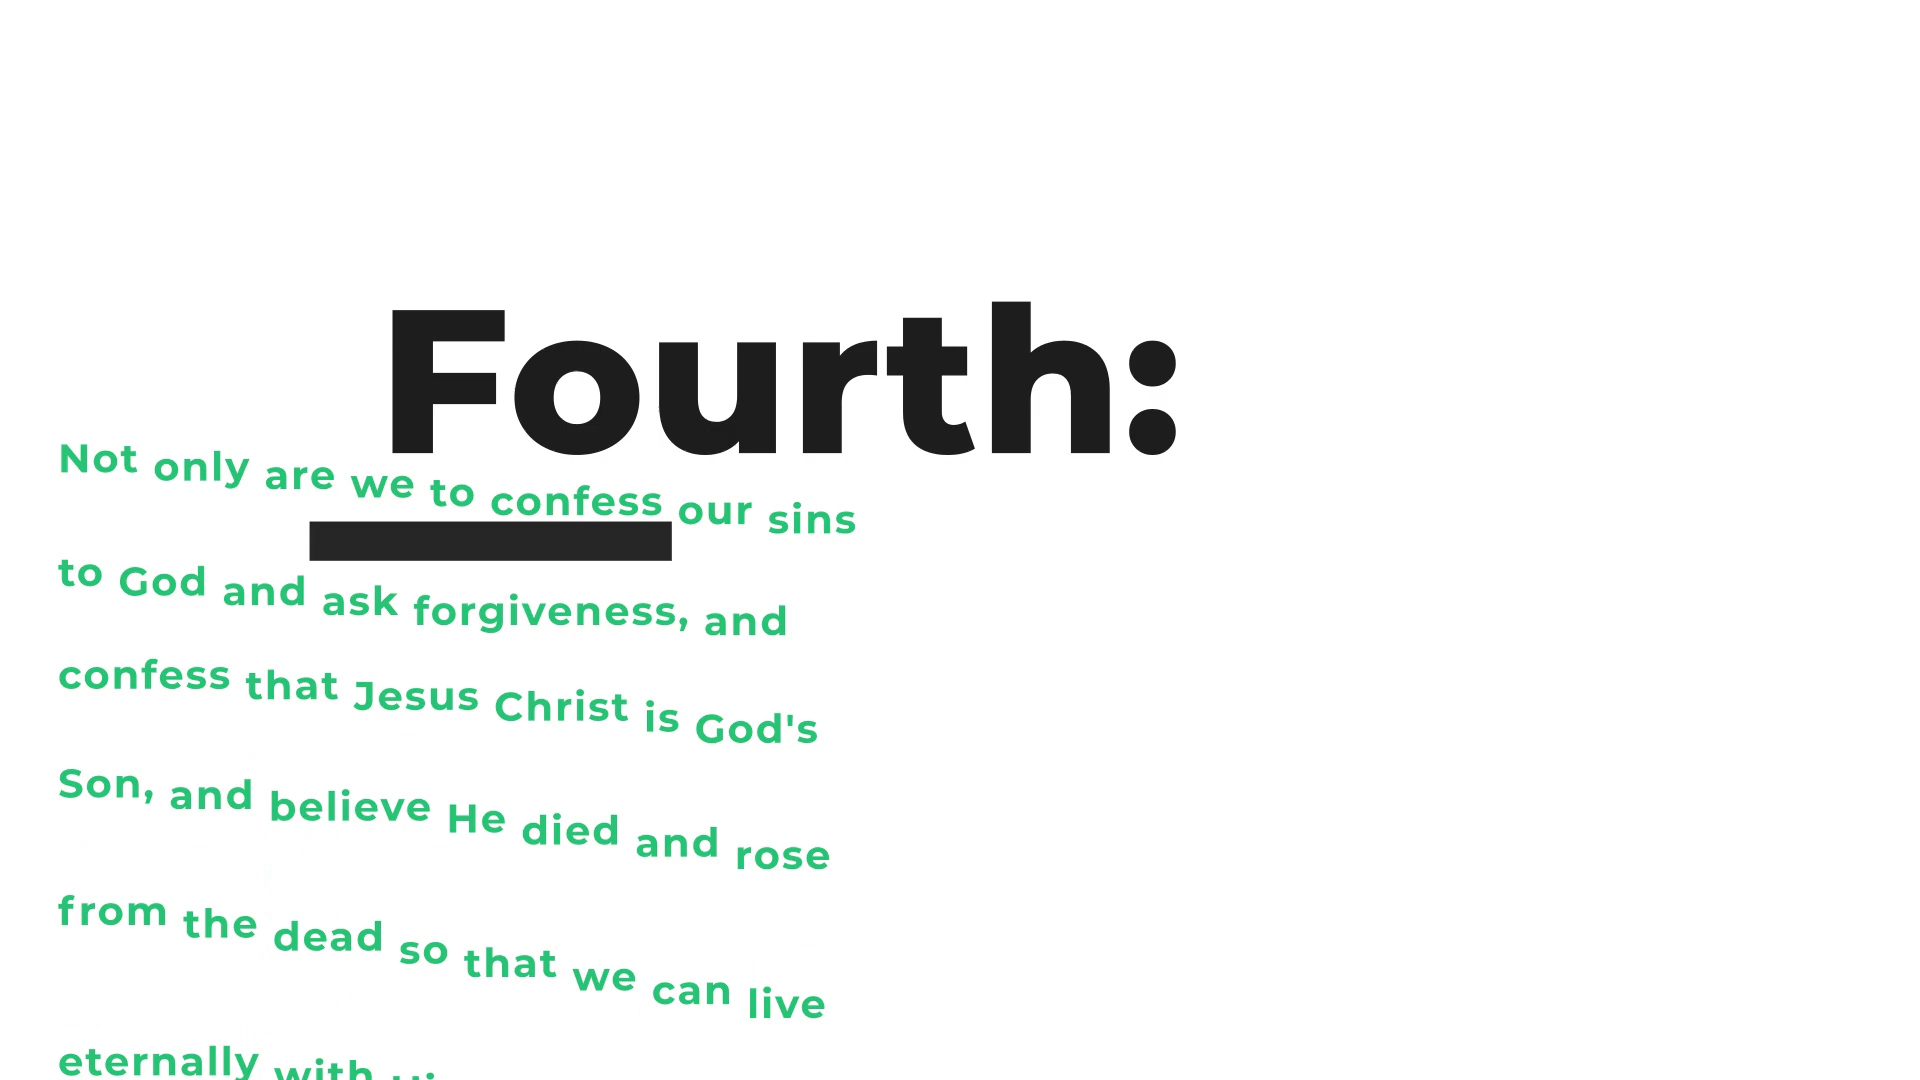 Fourth:
Not only are we to confess our sins
to God and ask forgiveness, and
confess that Jesus Christ is God's
Son, and believe He died and rose
from the dead so that we can live
eternally with